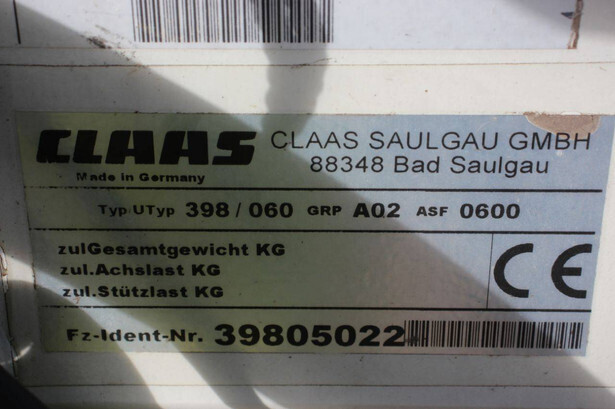 CLAAS
CLAAS SAULGAU GMBH
88348 Bad Saulgau
Made in Germany
Typ/UTyp 398 / 060 GRP A02 ASF 0600
zulGesamtgewicht KG
zul.Achslast KG
zul.Stützlast KG
CE
Fz-Ident-Nr. 39805022